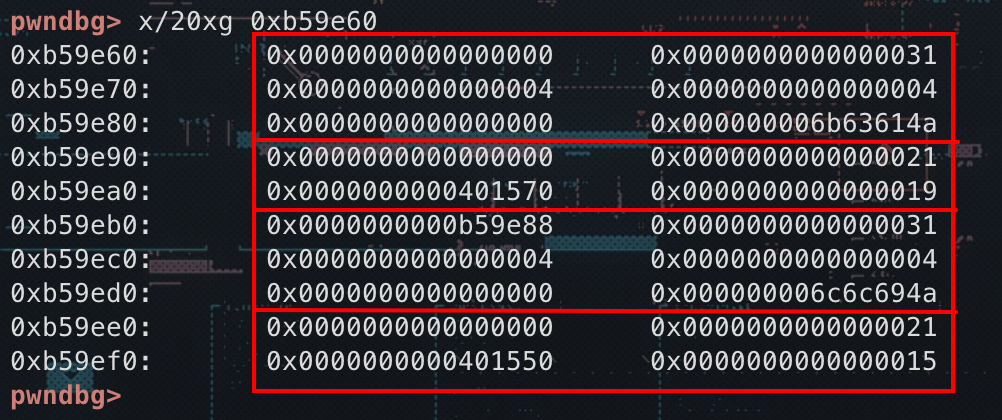 pwndbg> x/20xg 0xb59e60
0xb59e60: 0x0000000000000000 0x0000000000000031
0xb59e70: 0x0000000000000004 0x0000000000000004
0xb59e80: 0x0000000000000000 0x000000006b63614a
0xb59e90: 0x0000000000000000 0x0000000000000021
0xb59ea0: 0x0000000000401570 0x0000000000000019
0xb59eb0: 0x0000000000b59e88 0x0000000000000031
0xb59ec0: 0x0000000000000004 0x0000000000000004
0xb59ed0: 0x0000000000000000 0x000000006c6c694a
0xb59ee0: 0x0000000000000000 0x0000000000000021
0xb59ef0: 0x0000000000401550 0x0000000000000015
pwndbg>